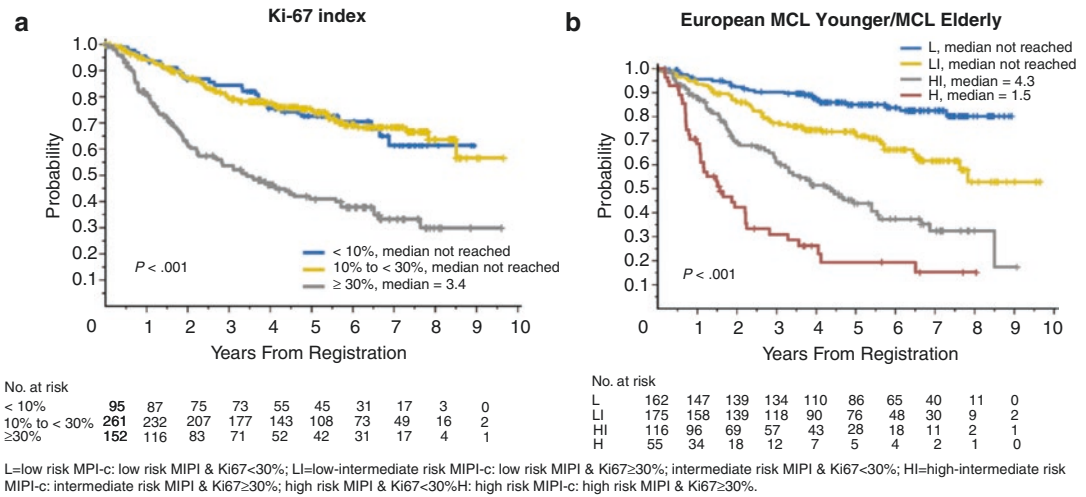 a
Ki-67 index
1.0
0.9
0.8
0.7
0.6
0.5
0.4
0.3
0.2
0.1
0
Probability
P < .001
< 10%, median not reached
10% to < 30%, median not reached
≥ 30%, median = 3.4
1 2 3 4 5 6 7 8 9 10
Years From Registration
No. at risk
< 10% 95 87 75 73 55 45 31 17 3 0
10% to < 30% 261 232 207 177 143 108 73 49 16 2
≥30% 152 116 83 71 52 42 31 17 4 1
b
European MCL Younger/MCL Elderly
L, median not reached
LI, median not reached
HI, median = 4.3
H, median = 1.5
1.0
0.9
0.8
0.7
0.6
0.5
0.4
0.3
0.2
0.1
0
Probability
P < .001
1 2 3 4 5 6 7 8 9 10
Years From Registration
No. at risk
L 162 147 139 134 110 86 65 40 11 0
LI 175 158 139 118 90 76 48 30 9 2
HI 116 96 69 57 43 28 18 11 2 1
H 55 34 18 12 7 5 4 2 1 0
L=low risk MPI-c: low risk MIPI & Ki67<30%; LI=low-intermediate risk MIPI-c: low risk MIPI & Ki67≥30%; intermediate risk MIPI & Ki67<30%; HI=high-intermediate risk
MIPI-c: intermediate risk MIPI & Ki67≥30%; high risk MIPI & Ki67<30%H: high risk MIPI-c: high risk MIPI & Ki67≥30%.